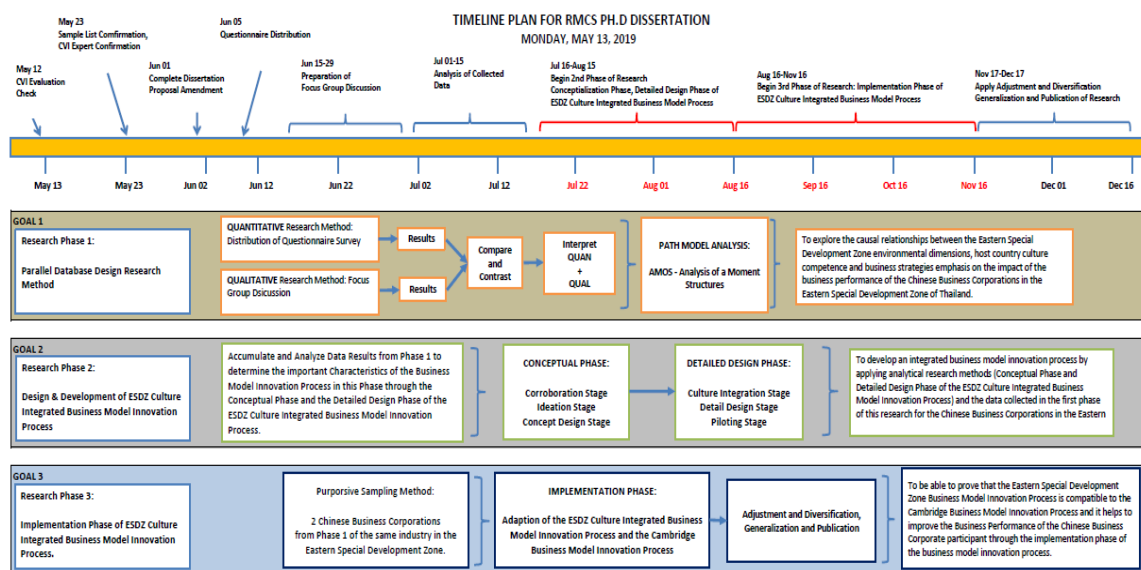 TIMELINE PLAN FOR RMCS PH.D DISSERTATION
MONDAY, MAY 13, 2019
May 12
CVI Evaluation
Check
May 23
Sample List Comfirmation,
CVI Expert Confirmation
Jun 01
Complete Dissertation
Proposal Amendment
Jun 05
Questionnaire Distribution
Jun 15-29
Preparation of
Focus Group Discussion
Jul 01-15
Analysis of Collected
Data
Jul 16-Aug 15
Begin 2nd Phase of Research
Conceptialization Phase, Detailed Design Phase of
ESDZ Culture Integrated Business Model Process
Aug 16-Nov 16
Begin 3rd Phase of Research: Implementation Phase of
ESDZ Culture Integrated Business Model Process
Nov 17-Dec 17
Apply Adjustment and Diversification
Generalization and Publication of Research
May 13
May 23
Jun 02
Jun 12
Jun 22
Jul 02
Jul 12
Jul 22
Aug 01
Aug 16
Sep 16
Oct 16
Nov 16
Dec 01
Dec 16
GOAL 1
Research Phase 1:
Parallel Database Design Research
Method
QUANTITATIVE Research Method:
Distribution of Questionnaire Survey
QUALITATIVE Research Method: Focus
Group Dsicussion
Results
Results
Compare
and
Contrast
Interpret
QUAN
+
QUAL
PATH MODEL ANALYSIS:
AMOS - Analysis of a Moment
Structures
To explore the causal relationships between the Eastern Special
Development Zone environmental dimensions, host country culture
competence and business strategies emphasis on the impact of the
business performance of the Chinese Business Corporations in the
Eastern Special Development Zone of Thailand.
GOAL 2
Research Phase 2:
Design & Development of ESDZ Culture
Integrated Business Model Innovation
Process
Accumulate and Analyze Data Results from Phase 1 to
determine the important Characteristics of the Business
Model Innovation Process in this Phase through the
Conceptual Phase and the Detailed Design Phase of the
ESDZ Culture Integrated Business Model Innovation
Process.
CONCEPTUAL PHASE:
Corroboration Stage
Ideation Stage
Concept Design Stage
DETAILED DESIGN PHASE:
Culture Integration Stage
Detail Design Stage
Piloting Stage
To develop an integrated business model innovation process by
applying analytical research methods (Conceptual Phase and
Detailed Design Phase of the ESDZ Culture Integrated Business
Model Innovation Process) and the data collected in the first phase
of this research for the Chinese Business Corporations in the Eastern
GOAL 3
Research Phase 3:
Implementation Phase of ESDZ Culture
Integrated Business Model Innovation
Process.
Purporsive Sampling Method:
2 Chinese Business Corporations
from Phase 1 of the same industry in the
Eastern Special Development Zone.
IMPLEMENTATION PHASE:
Adaption of the ESDZ Culture Integrated Business
Model Innovation Process and the Cambridge
Business Model Innovation Process
Adjustment and Diversification,
Generalization and Publication
To be able to prove that the Eastern Special Development
Zone Business Model Innovation Process is compatible to the
Cambridge Business Model Innovation Process and it helps to
improve the Business Performance of the Chinese Business
Corporate participant through the implementation phase of
the business model innovation process.